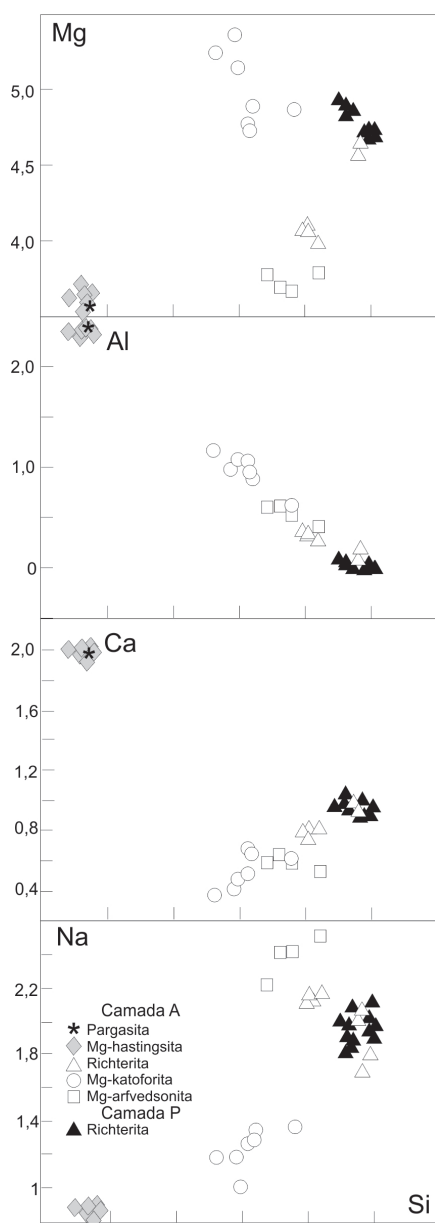 Mg
5,0
4,5
4,0
*
*
Al
2,0
1,0
0
Ca
2,0
*
1,6
1,2
0,8
0,4
Na
2,2
Camada A
* Pargasita
Mg-hastingsita
1,8
Richterita
Mg-katoforita
Mg-arfvedsonita
Camada P
1,4
Richterita
1
Si